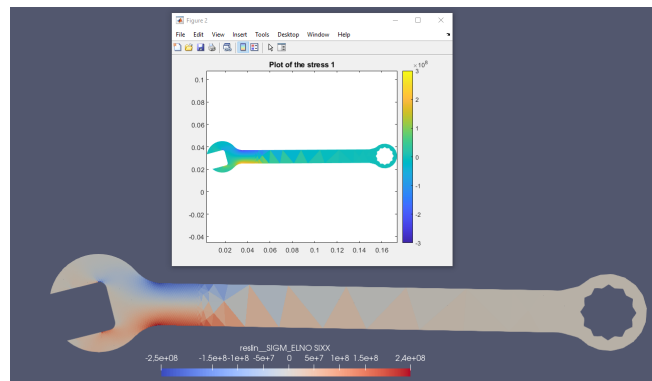 Figure 2
File Edit View Insert Tools Desktop Window Help
Plot of the stress 1
×10⁸
0.1
0.08
0.06
0.04
0.02
0
-0.02
-0.04
0.02 0.04 0.06 0.08 0.1 0.12 0.14 0.16
3
2
1
0
-1
-2
-3
reslin__SIGM_ELNO SIXX
-2.5e+08 -1.5e+8 -1e+8 -5e+7 0 5e+7 1e+8 1.5e+8 2.4e+08